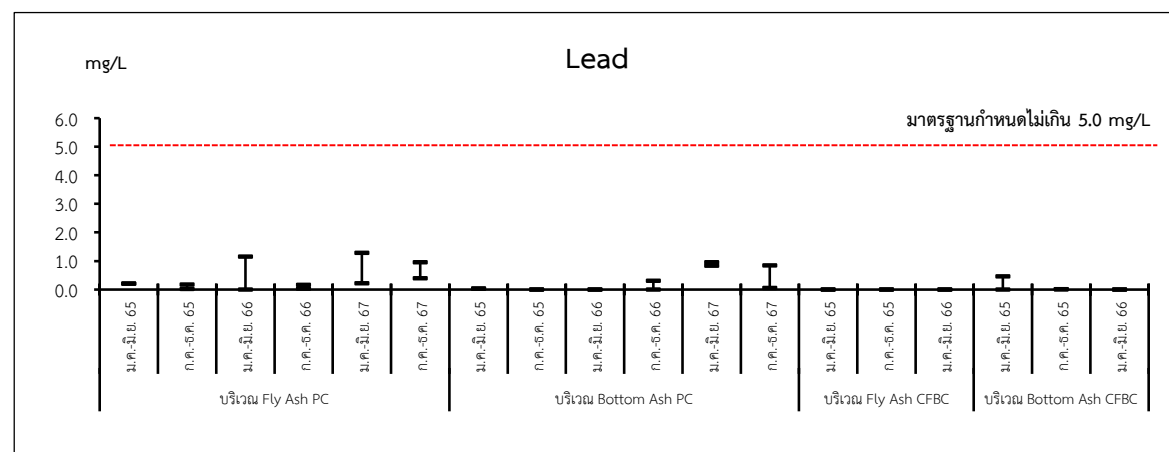 Lead
mg/L
มาตรฐานกำหนดไม่เกิน 5.0 mg/L
6.0
5.0
4.0
3.0
2.0
1.0
0.0
ม.ค.-มิ.ย. 65
ก.ค.-ธ.ค. 65
ม.ค.-มิ.ย. 66
ก.ค.-ธ.ค. 66
ม.ค.-มิ.ย. 67
ก.ค.-ธ.ค. 67
ม.ค.-มิ.ย. 65
ก.ค.-ธ.ค. 65
ม.ค.-มิ.ย. 66
ก.ค.-ธ.ค. 66
ม.ค.-มิ.ย. 67
ก.ค.-ธ.ค. 67
ม.ค.-มิ.ย. 65
ก.ค.-ธ.ค. 65
ม.ค.-มิ.ย. 66
ม.ค.-มิ.ย. 65
ก.ค.-ธ.ค. 65
ม.ค.-มิ.ย. 66
บริเวณ Fly Ash PC
บริเวณ Bottom Ash PC
บริเวณ Fly Ash CFBC
บริเวณ Bottom Ash CFBC